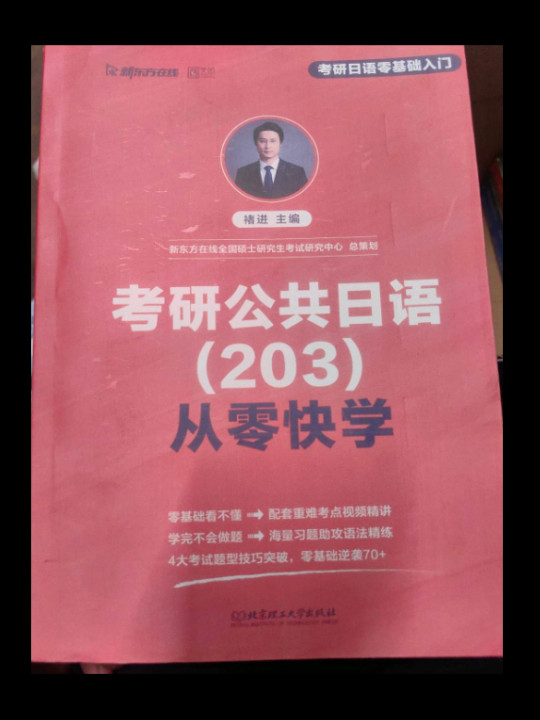 新东方在线
考研日语零基础入门
褚进 主编
新东方在线全国硕士研究生考试研究中心 总策划
考研公共日语
(203)
从零快学
零基础看不懂→配套重难考点视频精讲
学完不会做题→海量习题助攻语法精练
4大考试题型技巧突破，零基础逆袭70+
北京理工大学出版社
BEIJING INSTITUTE OF TECHNOLOGY PRESS